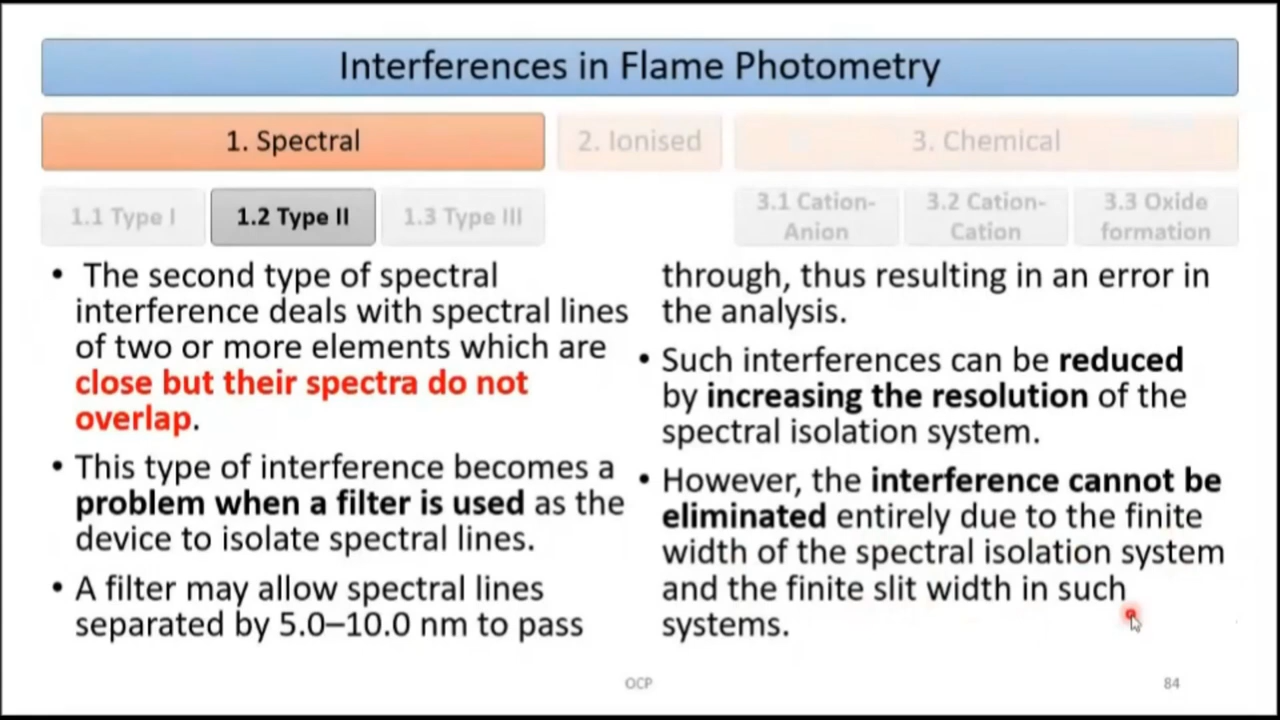 Interferences in Flame Photometry
1. Spectral
2. Ionised
3. Chemical
1.1 Type I
1.2 Type II
1.3 Type III
3.1 Cation-
Anion
3.2 Cation-
Cation
3.3 Oxide
formation
• The second type of spectral
interference deals with spectral lines
of two or more elements which are
close but their spectra do not
overlap.
• This type of interference becomes a
problem when a filter is used as the
device to isolate spectral lines.
• A filter may allow spectral lines
separated by 5.0–10.0 nm to pass
through, thus resulting in an error in
the analysis.
• Such interferences can be reduced
by increasing the resolution of the
spectral isolation system.
• However, the interference cannot be
eliminated entirely due to the finite
width of the spectral isolation system
and the finite slit width in such
systems.
OCP
84